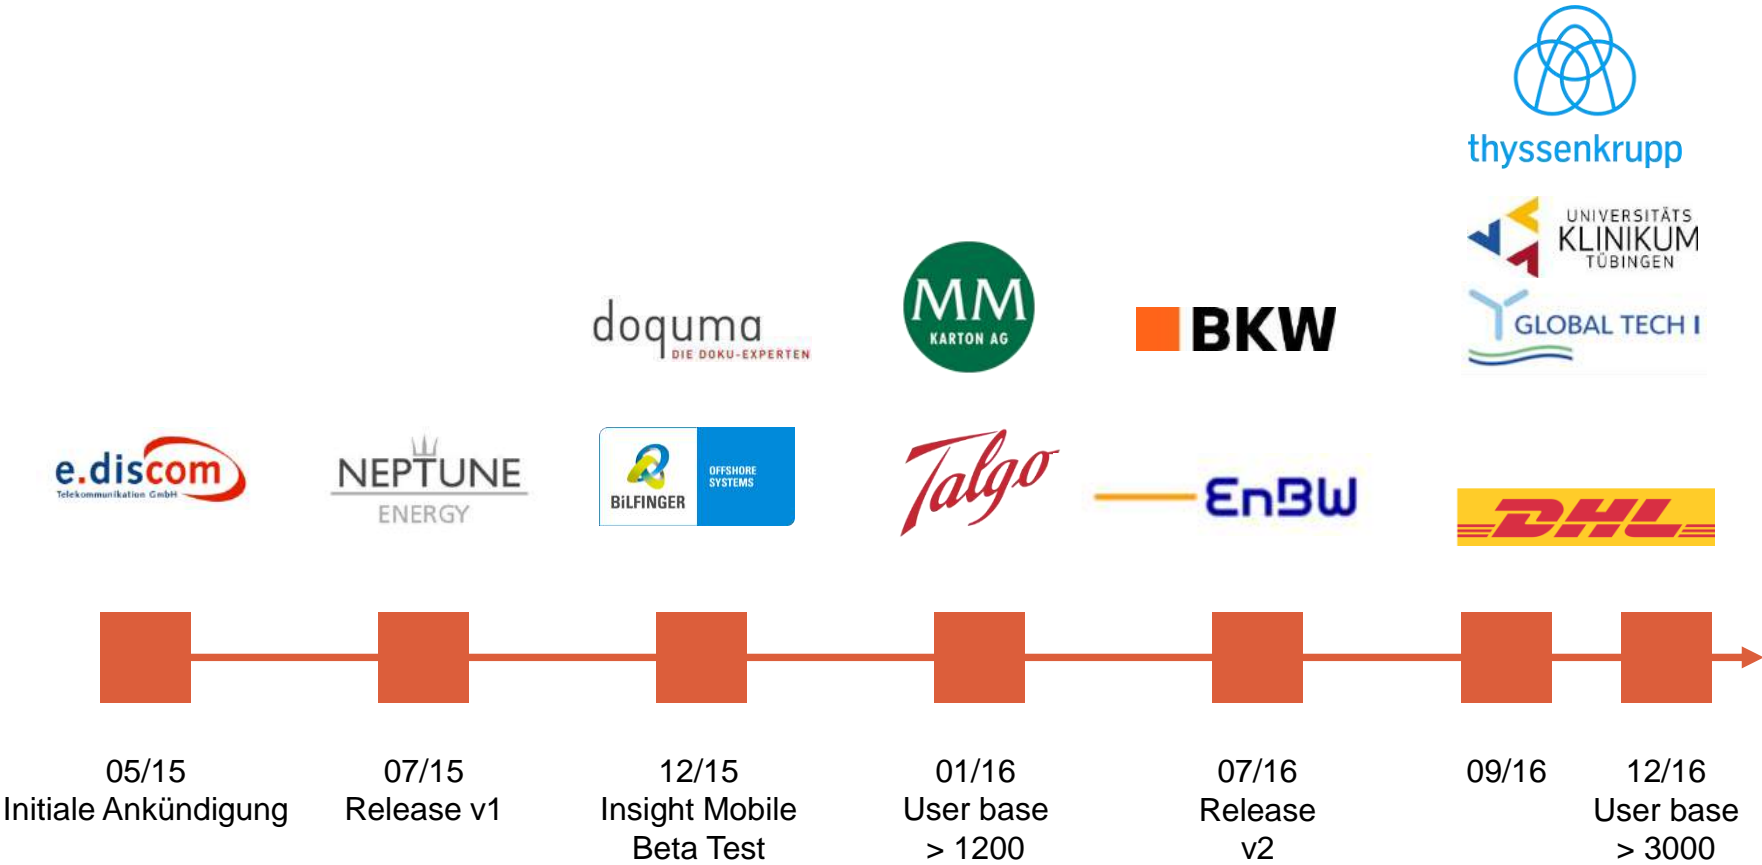 thyssenkrupp
UNIVERSITÄTS
KLINIKUM
TÜBINGEN
GLOBAL TECH I
doquma
DIE DOKU-EXPERTEN
MM
KARTON AG
BKW
e.discom
Telekommunikation GmbH
NEPTUNE
ENERGY
BILFINGER
OFFSHORE
SYSTEMS
Talgo
EnBW
DHL
05/15
Initiale Ankündigung
07/15
Release v1
12/15
Insight Mobile
Beta Test
01/16
User base
> 1200
07/16
Release
v2
09/16
12/16
User base
> 3000